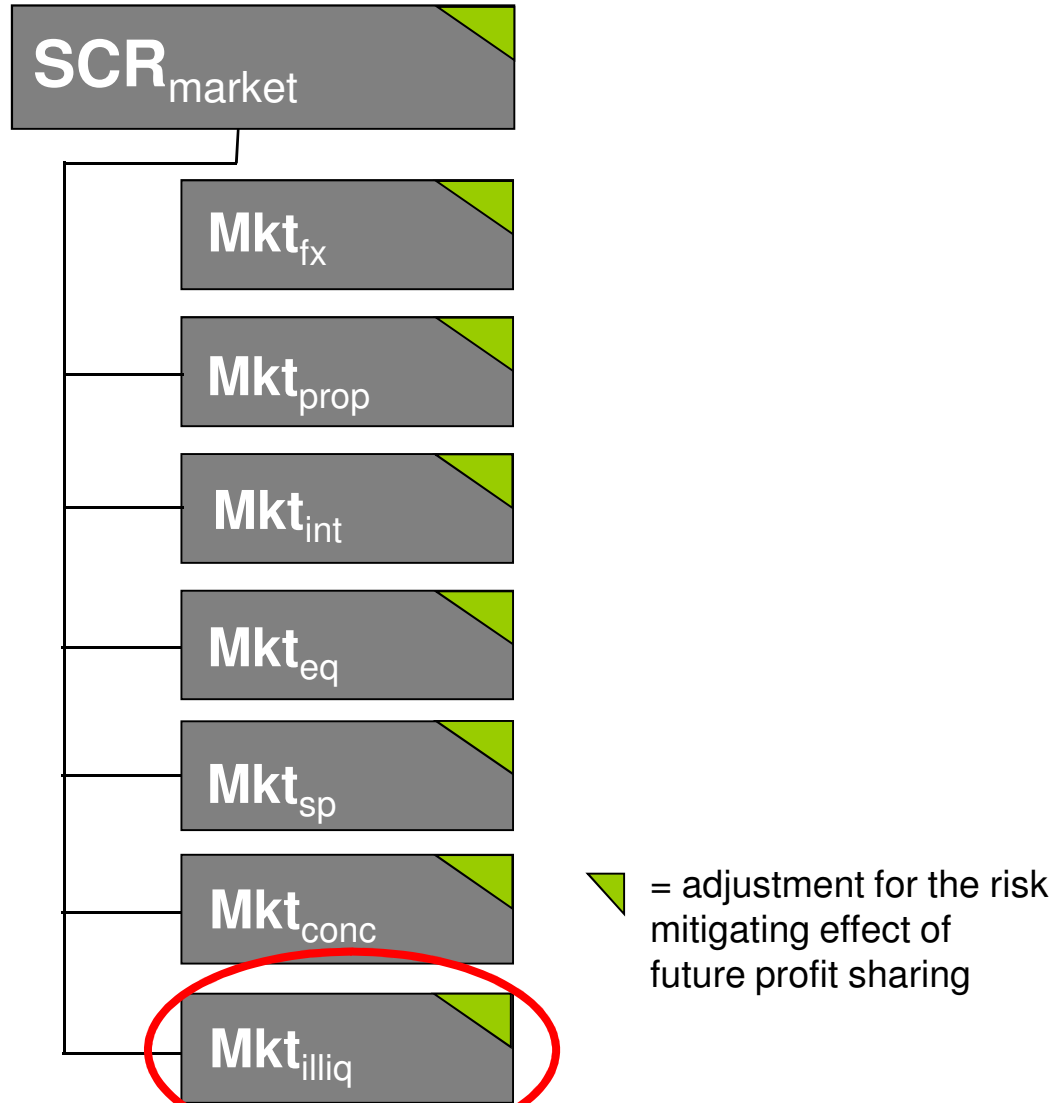 SCRmarket
Mktfx
Mktprop
Mktint
Mkteq
Mktsp
Mktconc
Mktilliq
= adjustment for the risk
mitigating effect of
future profit sharing